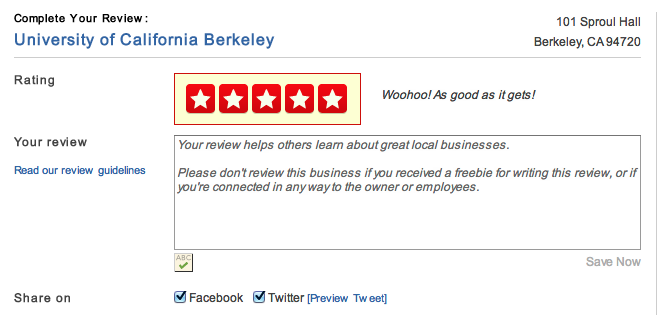 Complete Your Review:
University of California Berkeley
101 Sproul Hall
Berkeley, CA 94720
Rating
Woohoo! As good as it gets!
Your review
Read our review guidelines
Your review helps others learn about great local businesses.
Please don't review this business if you received a freebie for writing this review, or if
you're connected in any way to the owner or employees.
ABC
Save Now
Share on
Facebook
Twitter [Preview Tweet]